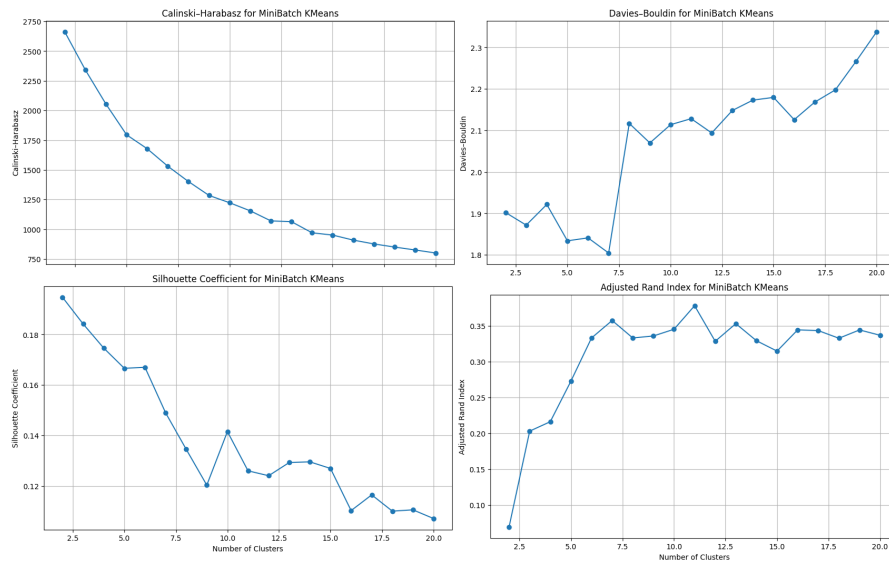 Calinski–Harabasz for MiniBatch KMeans
2750
2500
2250
2000
1750
1500
1250
1000
750
Calinski–Harabasz
Davies–Bouldin for MiniBatch KMeans
2.3
2.2
2.1
2.0
1.9
1.8
Davies–Bouldin
2.5 5.0 7.5 10.0 12.5 15.0 17.5 20.0
Silhouette Coefficient for MiniBatch KMeans
0.18
0.16
0.14
0.12
Silhouette Coefficient
2.5 5.0 7.5 10.0 12.5 15.0 17.5 20.0
Number of Clusters
Adjusted Rand Index for MiniBatch KMeans
0.35
0.30
0.25
0.20
0.15
0.10
Adjusted Rand Index
2.5 5.0 7.5 10.0 12.5 15.0 17.5 20.0
Number of Clusters